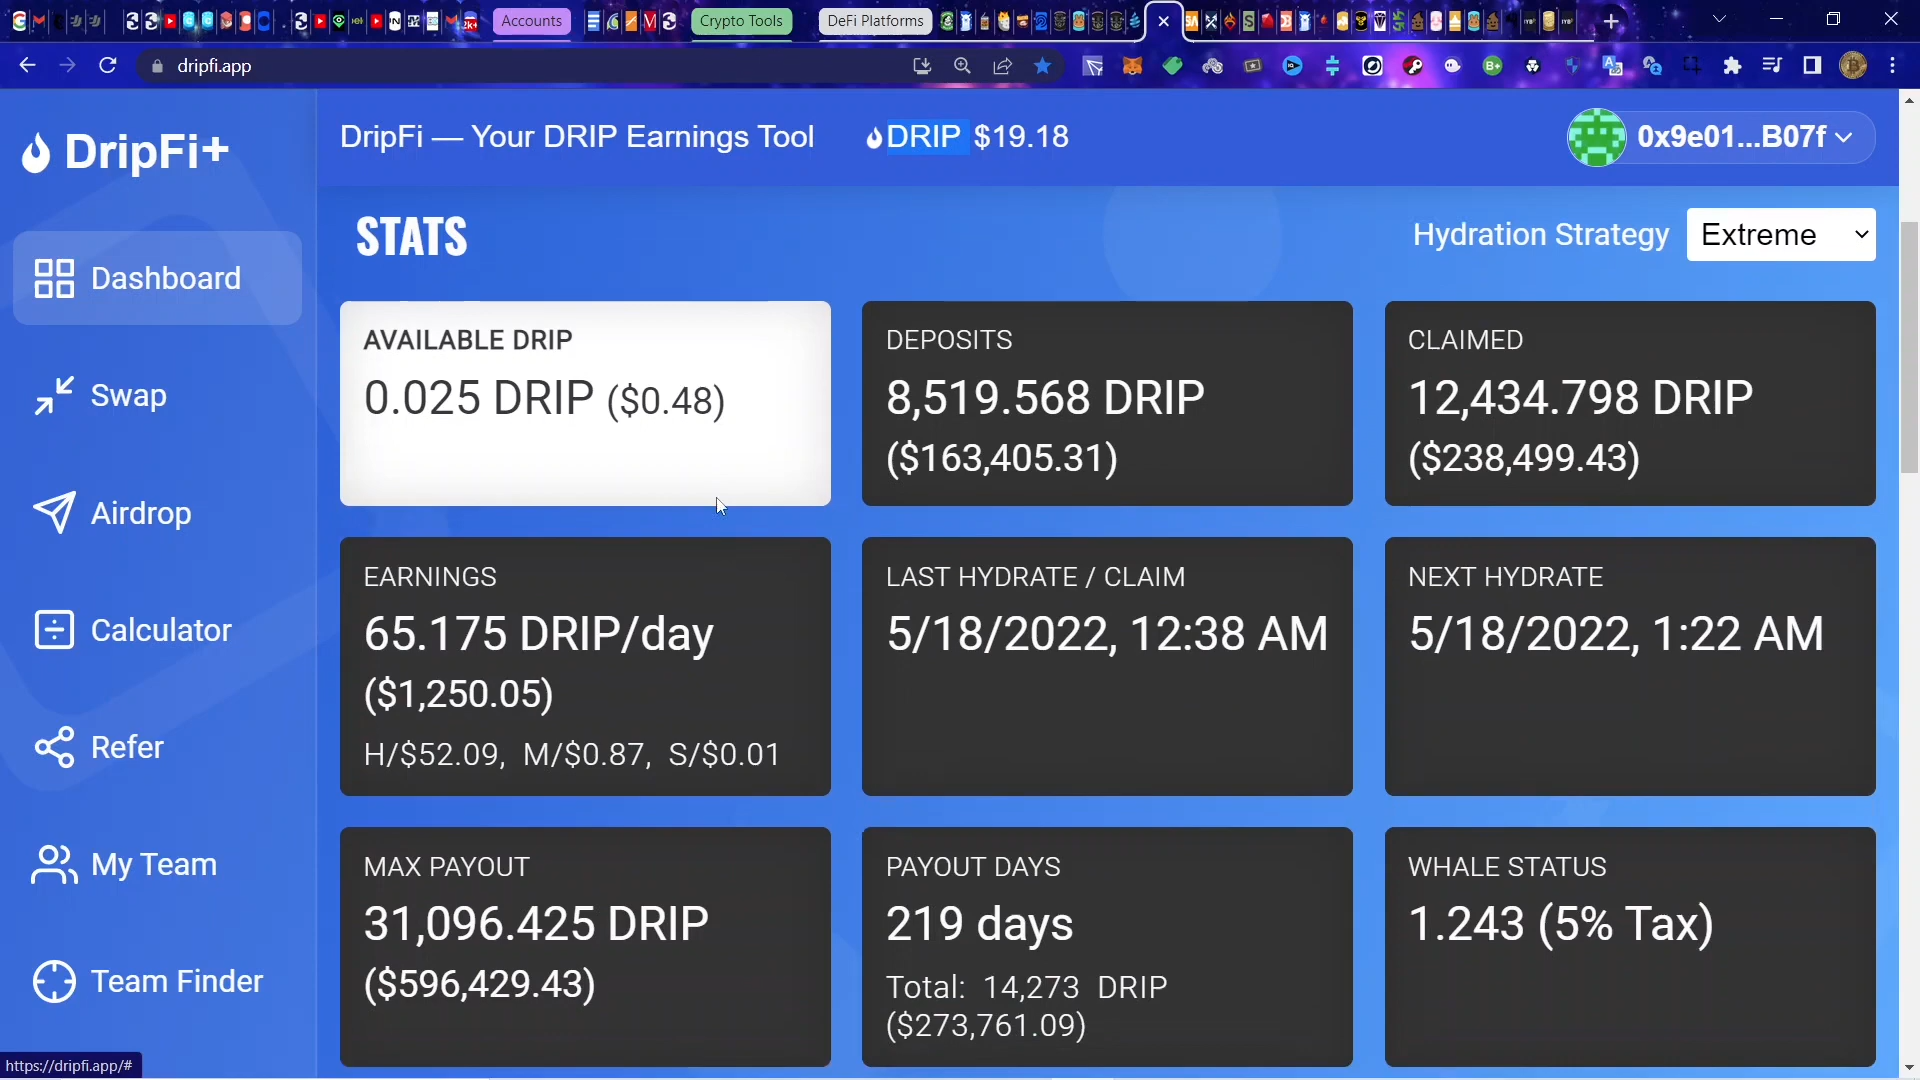 Accounts
Crypto Tools
DeFi Platforms
dripfi.app
DripFi+
DripFi — Your DRIP Earnings Tool
DRIP $19.18
0x9e01...B07f
Dashboard
Swap
Airdrop
Calculator
Refer
My Team
Team Finder
STATS
Hydration Strategy
Extreme
AVAILABLE DRIP
0.025 DRIP ($0.48)
DEPOSITS
8,519.568 DRIP
($163,405.31)
CLAIMED
12,434.798 DRIP
($238,499.43)
EARNINGS
65.175 DRIP/day
($1,250.05)
H/$52.09, M/$0.87, S/$0.01
LAST HYDRATE / CLAIM
5/18/2022, 12:38 AM
NEXT HYDRATE
5/18/2022, 1:22 AM
MAX PAYOUT
31,096.425 DRIP
($596,429.43)
PAYOUT DAYS
219 days
Total: 14,273 DRIP
($273,761.09)
WHALE STATUS
1.243 (5% Tax)
https://dripfi.app/#